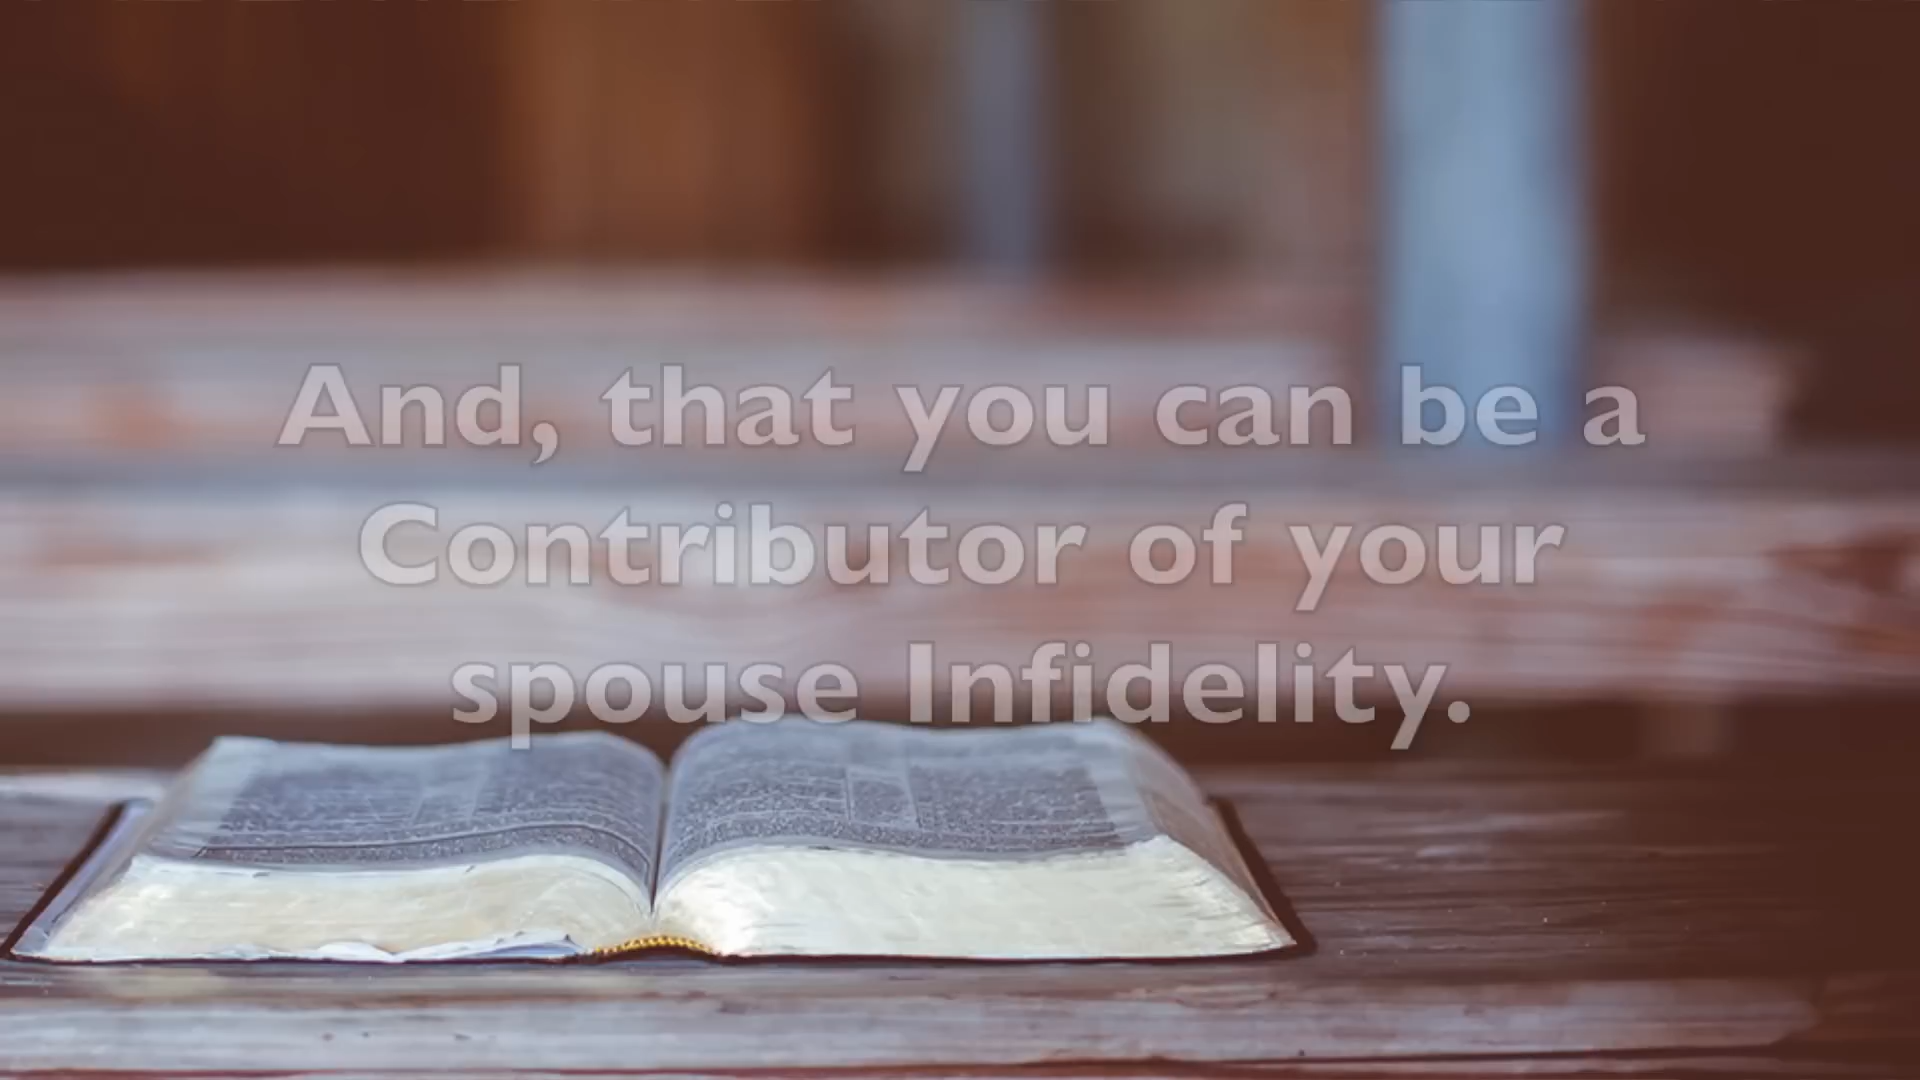 And, that you can be a
Contributor of your
spouse Infidelity.